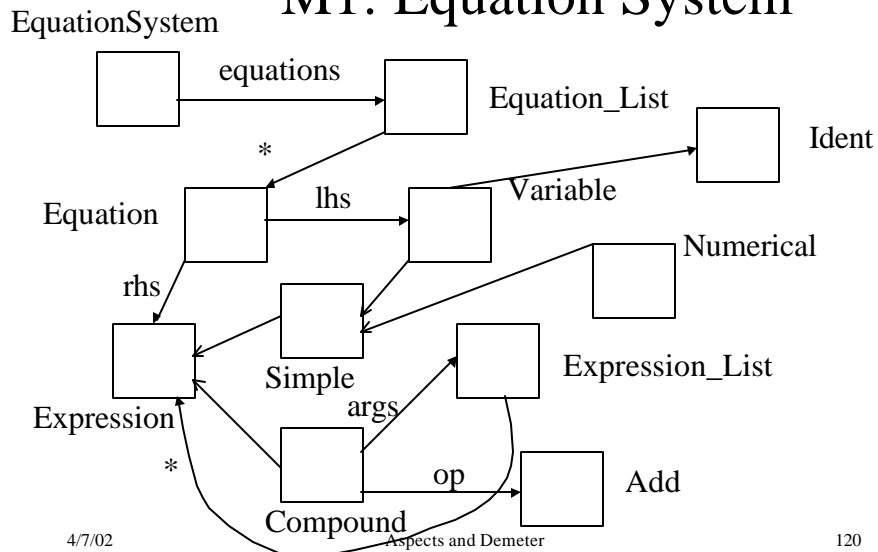 M1: Equation System
EquationSystem
equations
Equation_List
Ident
*
Variable
Equation
lhs
Numerical
rhs
Simple
Expression_List
args
Expression
*
op
Add
Compound
4/7/02
Aspects and Demeter
120